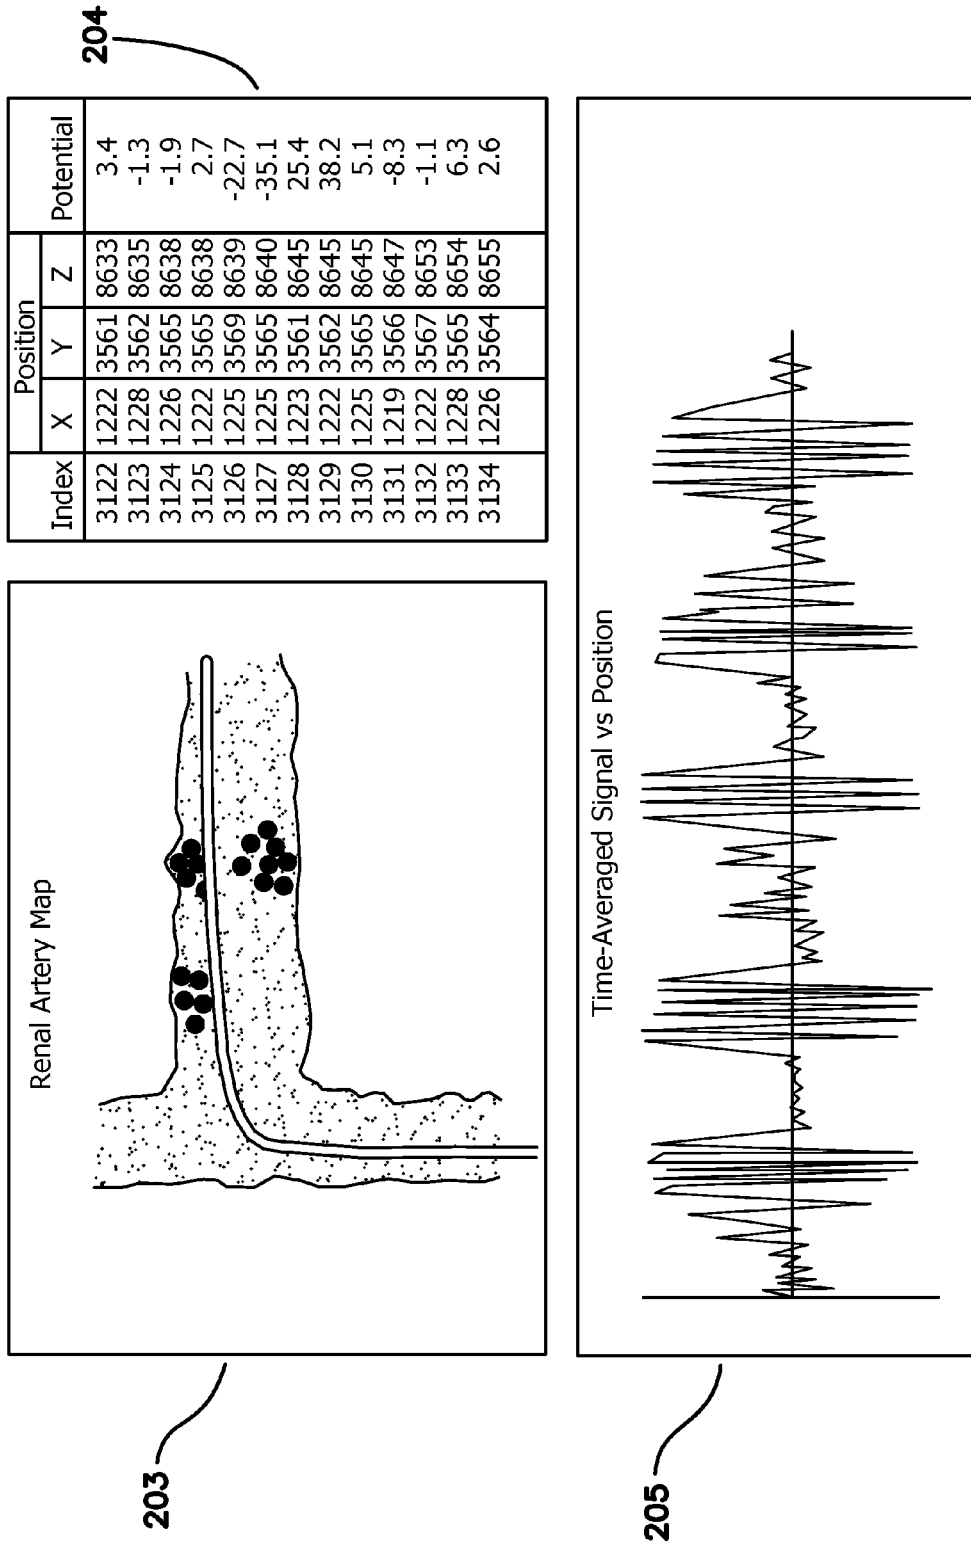 Renal Artery Map
Position
Index X Y Z Potential
3122 1222 3561 8633 3.4
3123 1228 3562 8635 -1.3
3124 1226 3565 8638 -1.9
3125 1222 3565 8638 2.7
3126 1225 3569 8639 -22.7
3127 1225 3565 8640 -35.1
3128 1223 3561 8645 25.4
3129 1222 3562 8645 38.2
3130 1225 3565 8645 5.1
3131 1219 3566 8647 -8.3
3132 1222 3567 8653 -1.1
3133 1228 3565 8654 6.3
3134 1226 3564 8655 2.6
203
204
Time-Averaged Signal vs Position
205